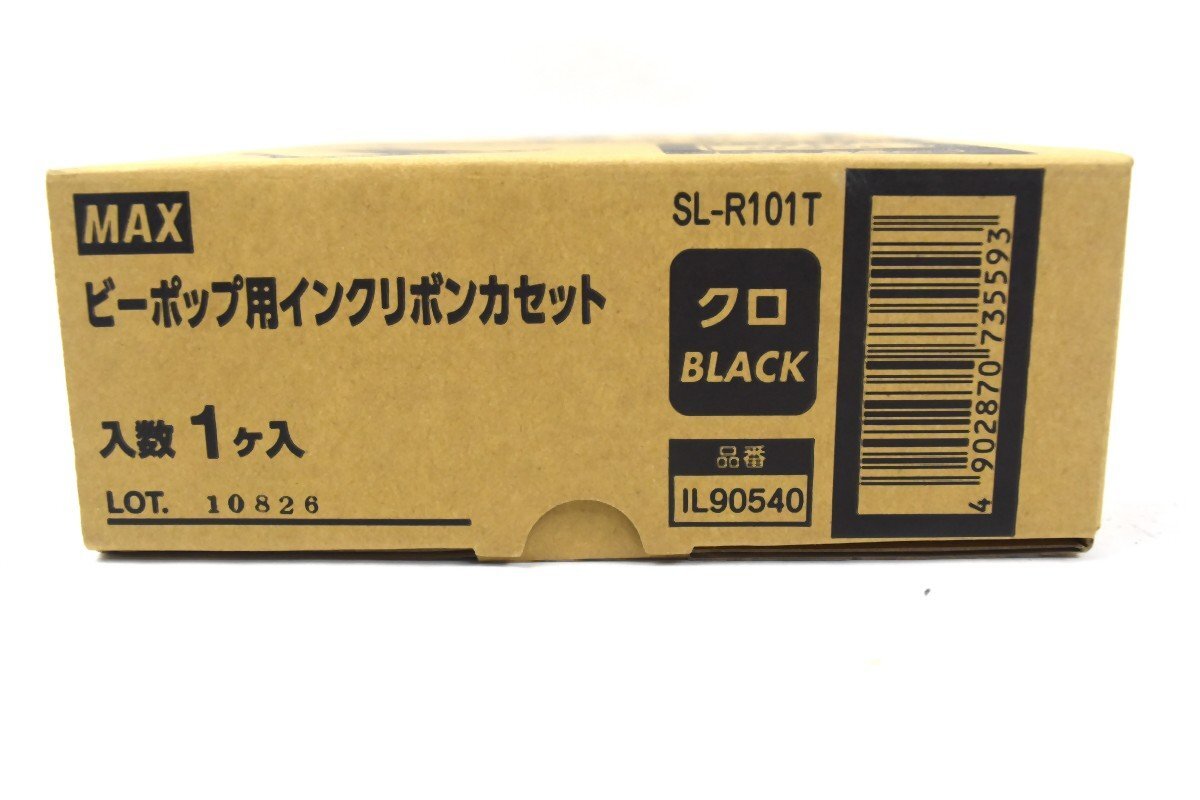 MAX
ビーポップ用インクリボンカセット
入数 1ヶ入
LOT. 10826
SL-R101T
クロ
BLACK
品番
IL90540
4902870735593